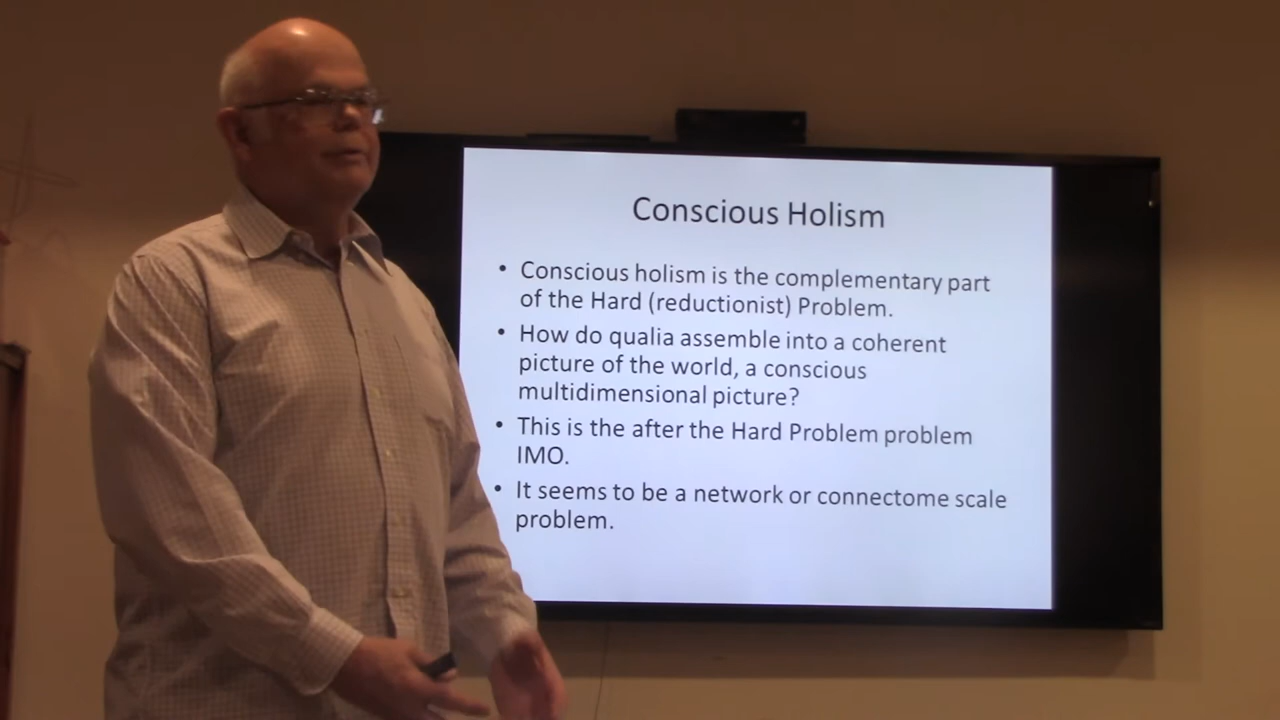 Conscious Holism
• Conscious holism is the complementary part
of the Hard (reductionist) Problem.
• How do qualia assemble into a coherent
picture of the world, a conscious
multidimensional picture?
• This is the after the Hard Problem problem
IMO.
• It seems to be a network or connectome scale
problem.